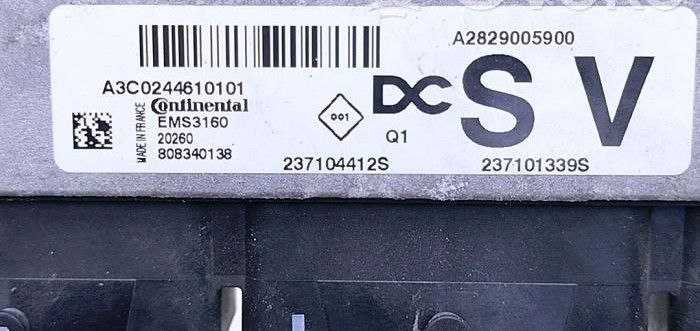 A2829005900
A3C0244610101
Continental
EMS3160
20260
808340138
MADE IN FRANCE
001
DC
Q1
S V
237104412S
237101339S